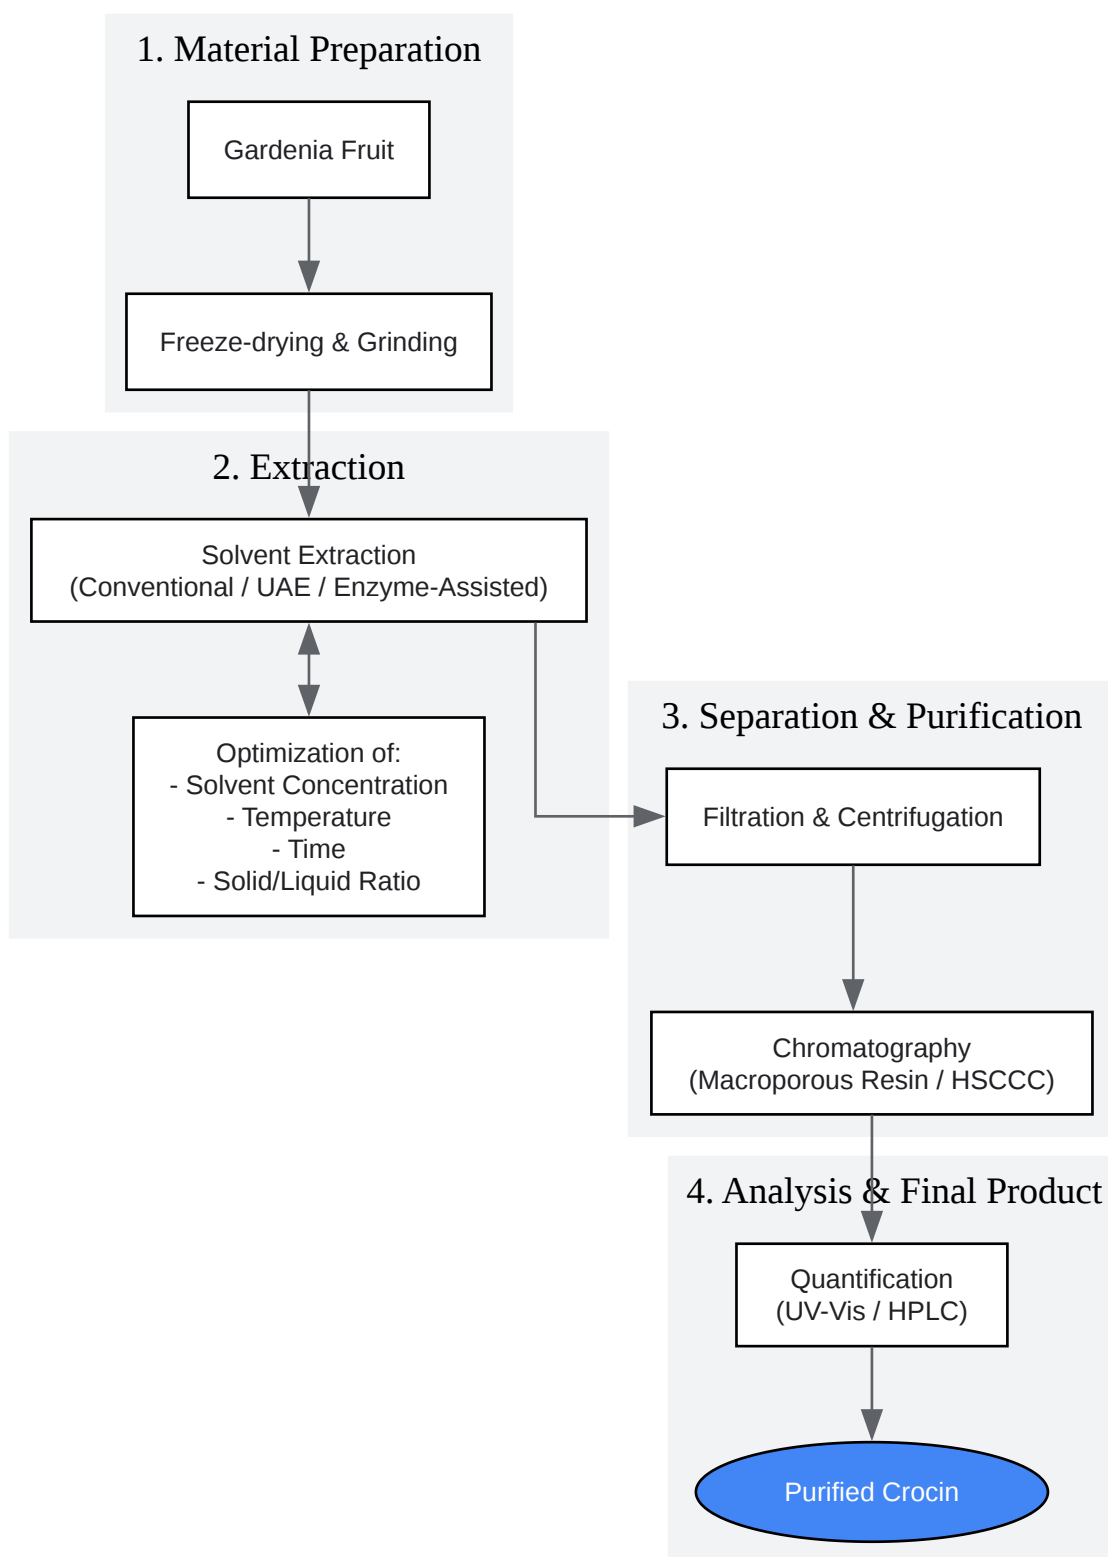 1. Material Preparation
Gardenia Fruit
Freeze-drying & Grinding
2. Extraction
Solvent Extraction
(Conventional / UAE / Enzyme-Assisted)
Optimization of:
- Solvent Concentration
- Temperature
- Time
- Solid/Liquid Ratio
3. Separation & Purification
Filtration & Centrifugation
Chromatography
(Macroporous Resin / HSCCC)
4. Analysis & Final Product
Quantification
(UV-Vis / HPLC)
Purified Crocin